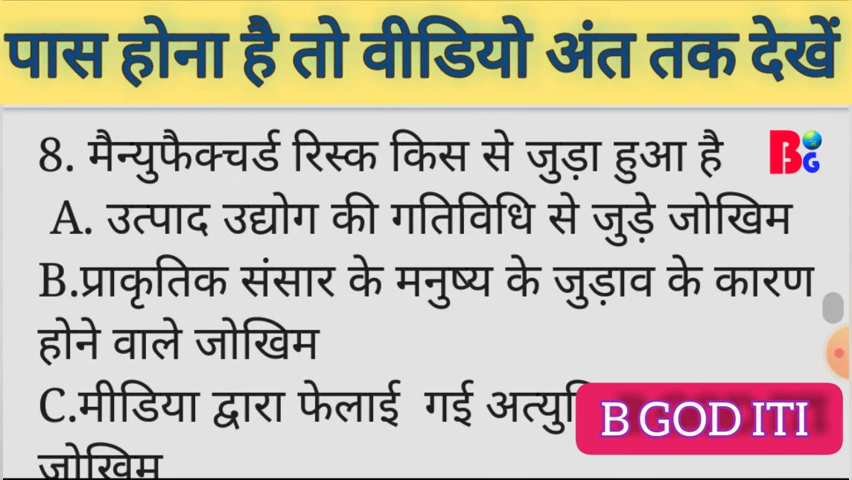 पास होना है तो वीडियो अंत तक देखें
8. मैन्युफैक्चर्ड रिस्क किस से जुड़ा हुआ है
B G
A. उत्पाद उद्योग की गतिविधि से जुड़े जोखिम
B.प्राकृतिक संसार के मनुष्य के जुड़ाव के कारण
होने वाले जोखिम
C.मीडिया द्वारा फेलाई गई
B GOD ITI
जोखिम